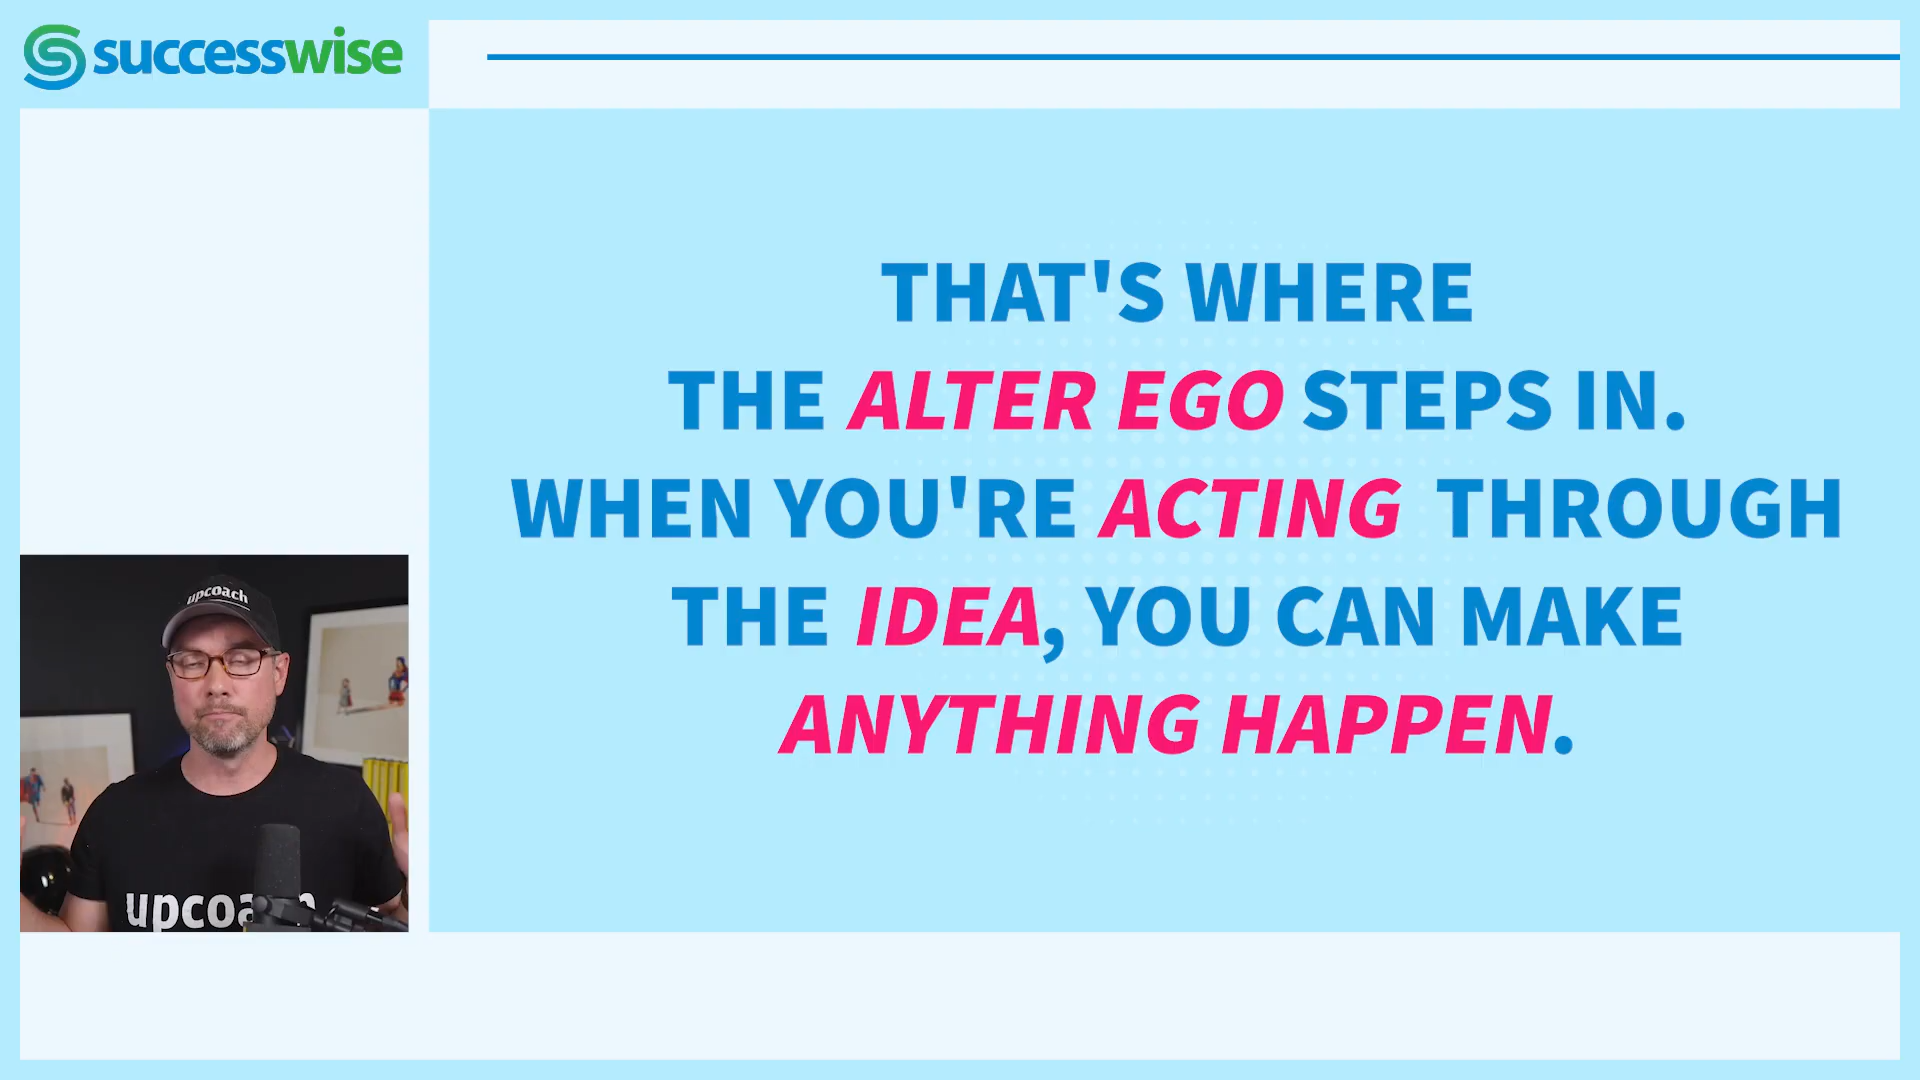 successwise
THAT'S WHERE
THE ALTER EGO STEPS IN.
WHEN YOU'RE ACTING THROUGH
THE IDEA, YOU CAN MAKE
ANYTHING HAPPEN.
upcoach